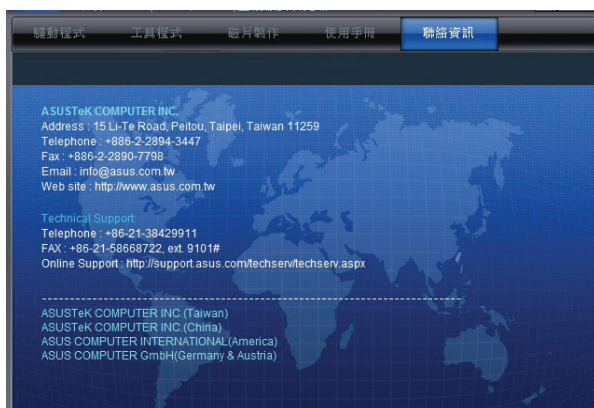 驅動程式 工具程式 磁片製作 使用手冊 聯絡資訊
ASUSTeK COMPUTER INC.
Address : 15 Li-Te Road, Peitou, Taipei, Taiwan 11259
Telephone : +886-2-2894-3447
Fax : +886-2-2890-7798
Email : info@asus.com.tw
Web site : http://www.asus.com.tw
Technical Support:
Telephone : +86-21-38429911
FAX : +86-21-58668722, ext. 9101#
Online Support : http://support.asus.com/techserv/techserv.aspx
--------------------------------------------------------------------------------
ASUSTeK COMPUTER INC.(Taiwan)
ASUSTeK COMPUTER INC.(China)
ASUS COMPUTER INTERNATIONAL(America)
ASUS COMPUTER GmbH(Germany & Austria)